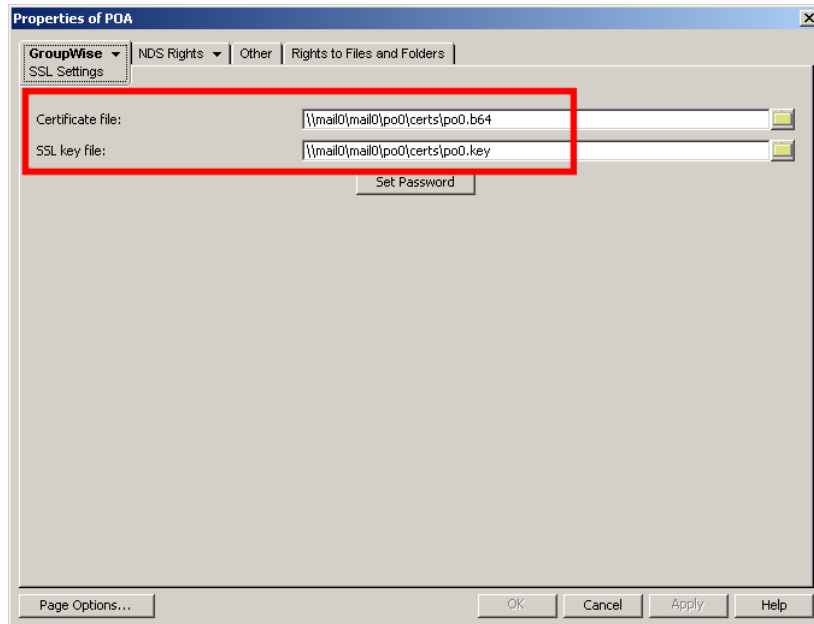 Properties of POA
GroupWise NDS Rights Other Rights to Files and Folders
SSL Settings
Certificate file: \\mail0\mail0\po0\certs\po0.b64
SSL key file: \\mail0\mail0\po0\certs\po0.key
Set Password
Page Options... OK Cancel Apply Help